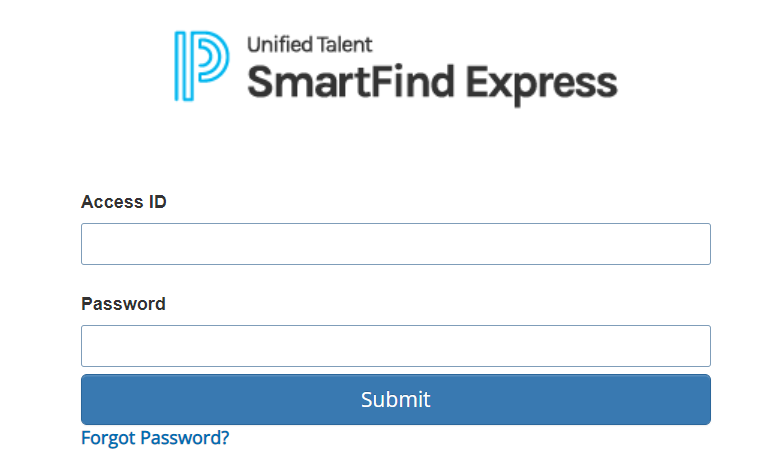 Unified Talent
SmartFind Express
Access ID
Password
Submit
Forgot Password?